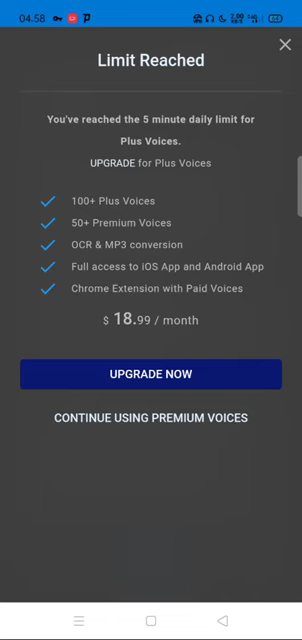 04.58
Limit Reached
You've reached the 5 minute daily limit for
Plus Voices.
UPGRADE for Plus Voices
100+ Plus Voices
50+ Premium Voices
OCR & MP3 conversion
Full access to iOS App and Android App
Chrome Extension with Paid Voices
$ 18.99 / month
UPGRADE NOW
CONTINUE USING PREMIUM VOICES